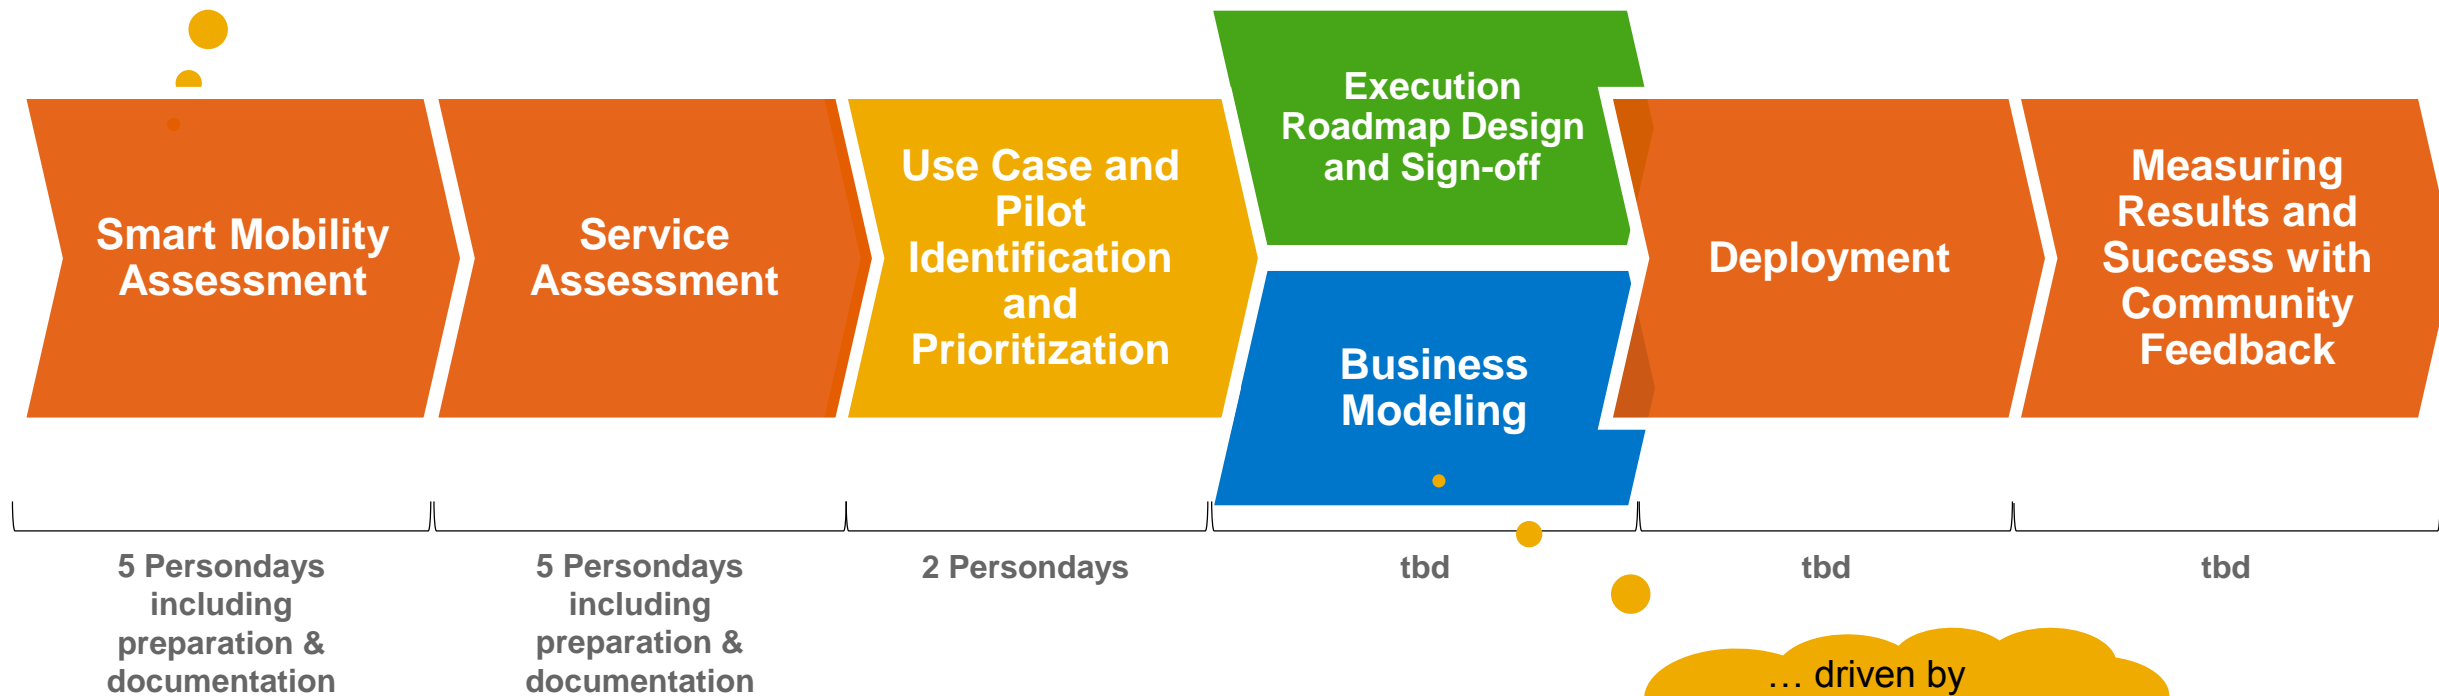 Smart Mobility
Assessment
Service
Assessment
Use Case and
Pilot
Identification
and
Prioritization
Execution
Roadmap Design
and Sign-off
Business
Modeling
Deployment
Measuring
Results and
Success with
Community
Feedback
5 Persondays
including
preparation &
documentation
5 Persondays
including
preparation &
documentation
2 Persondays
tbd
tbd
tbd
… driven by